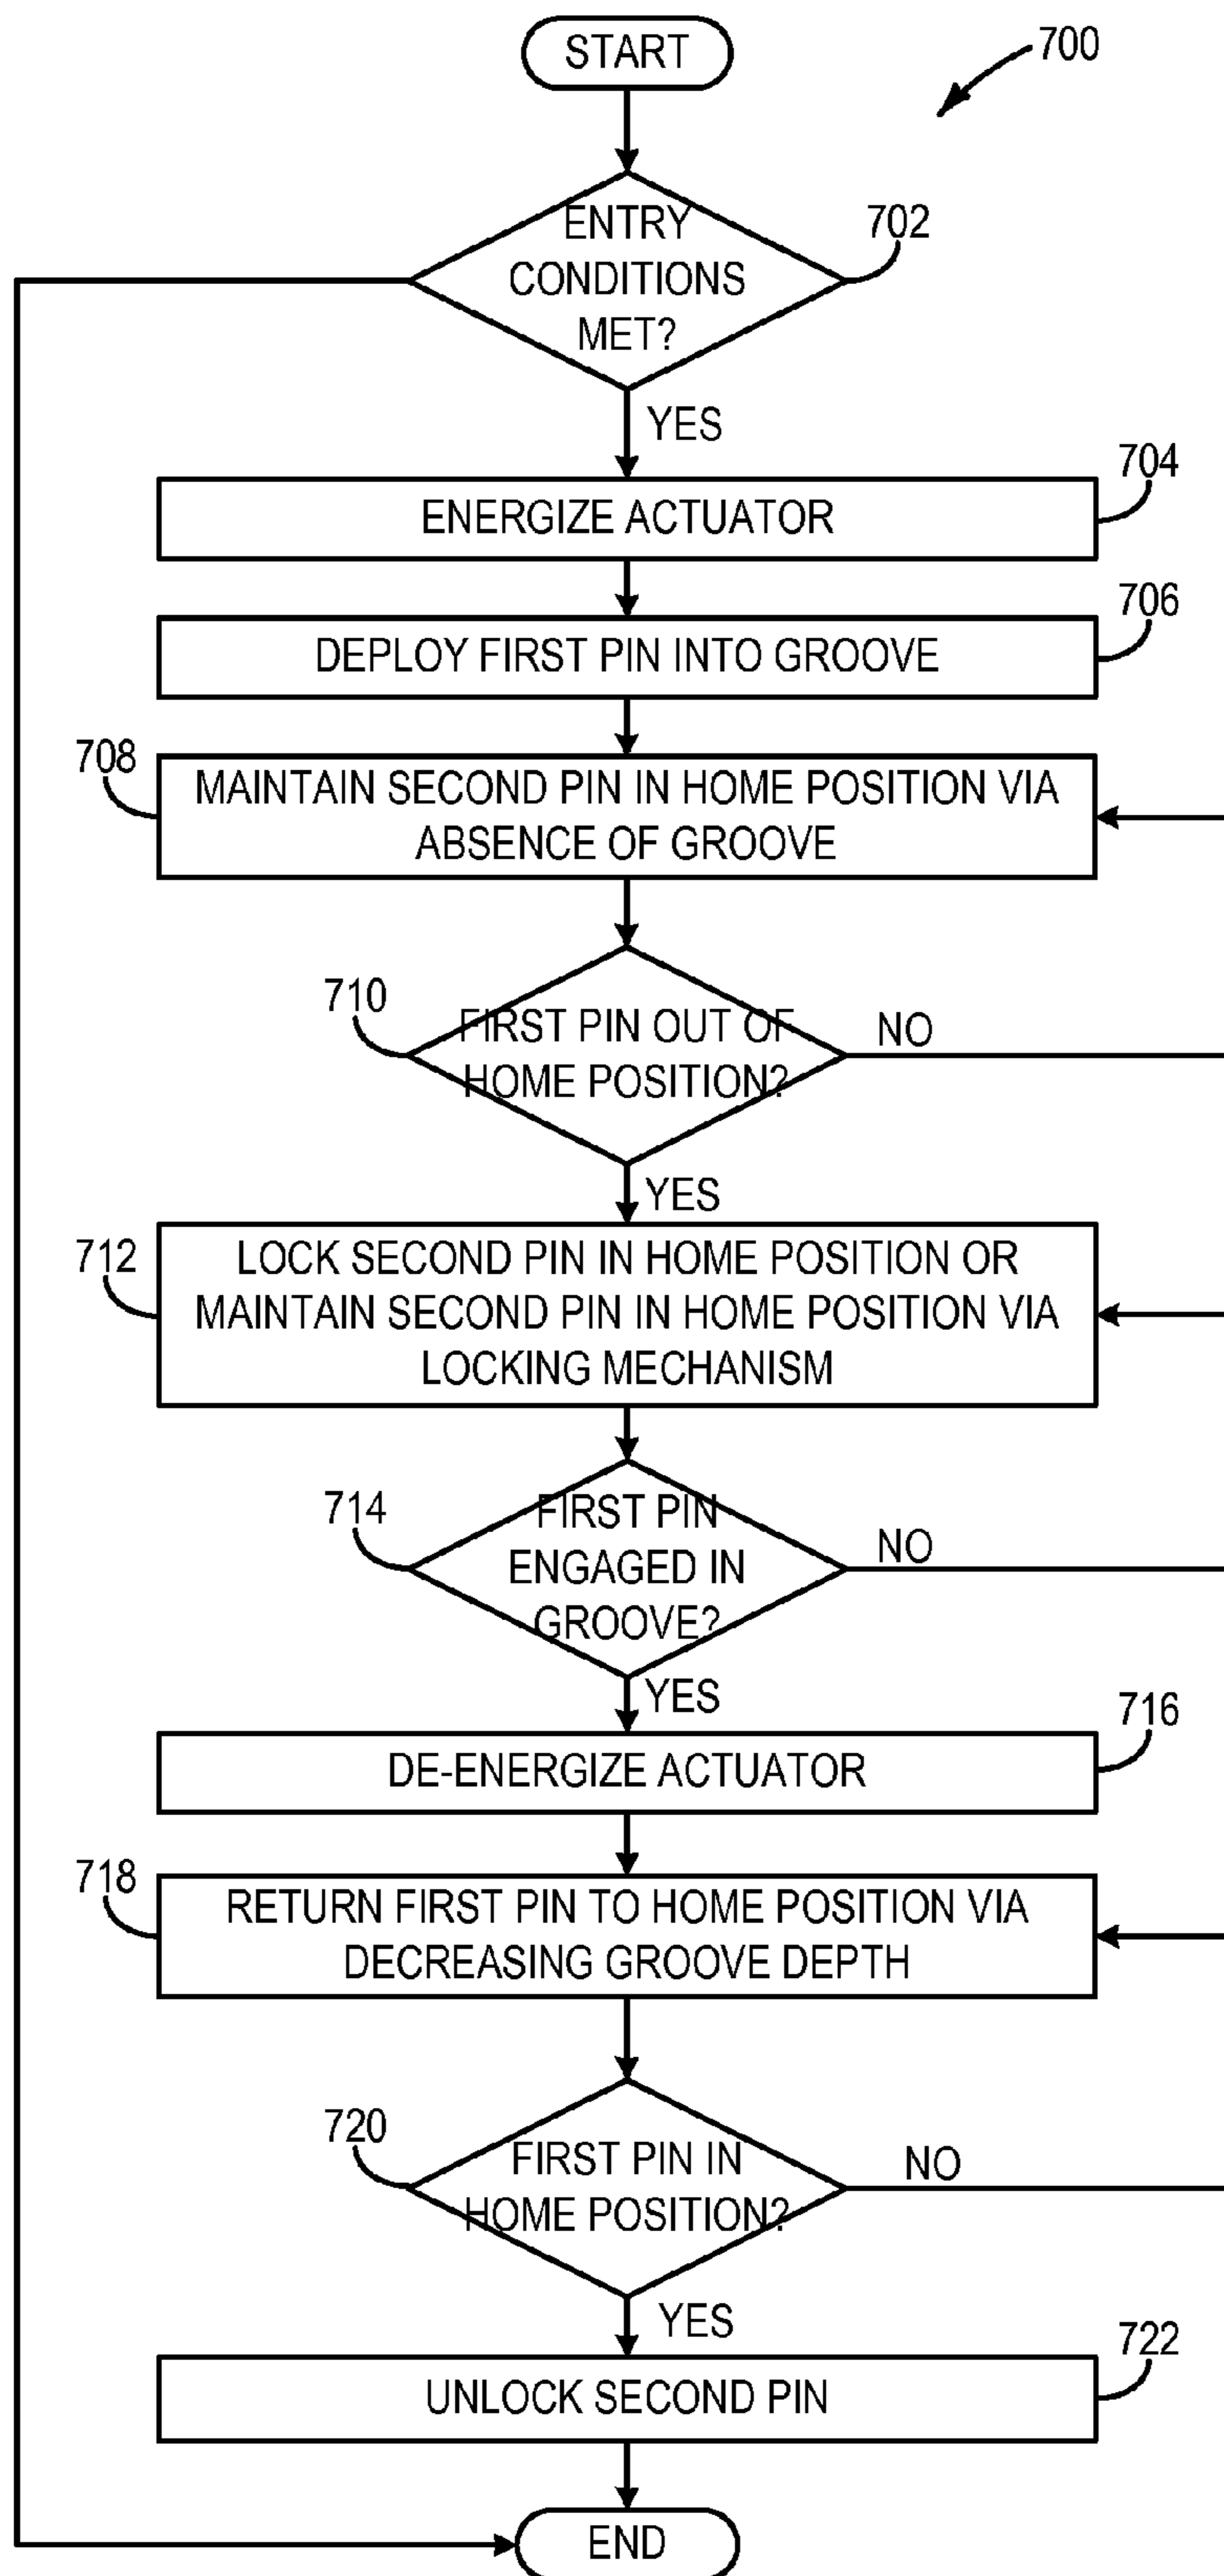 START
700
ENTRY
CONDITIONS
MET?
702
YES
704
ENERGIZE ACTUATOR
706
DEPLOY FIRST PIN INTO GROOVE
708
MAINTAIN SECOND PIN IN HOME POSITION VIA
ABSENCE OF GROOVE
710
FIRST PIN OUT OF
HOME POSITION?
NO
YES
712
LOCK SECOND PIN IN HOME POSITION OR
MAINTAIN SECOND PIN IN HOME POSITION VIA
LOCKING MECHANISM
714
FIRST PIN
ENGAGED IN
GROOVE?
NO
YES
716
DE-ENERGIZE ACTUATOR
718
RETURN FIRST PIN TO HOME POSITION VIA
DECREASING GROOVE DEPTH
720
FIRST PIN IN
HOME POSITION?
NO
YES
722
UNLOCK SECOND PIN
END